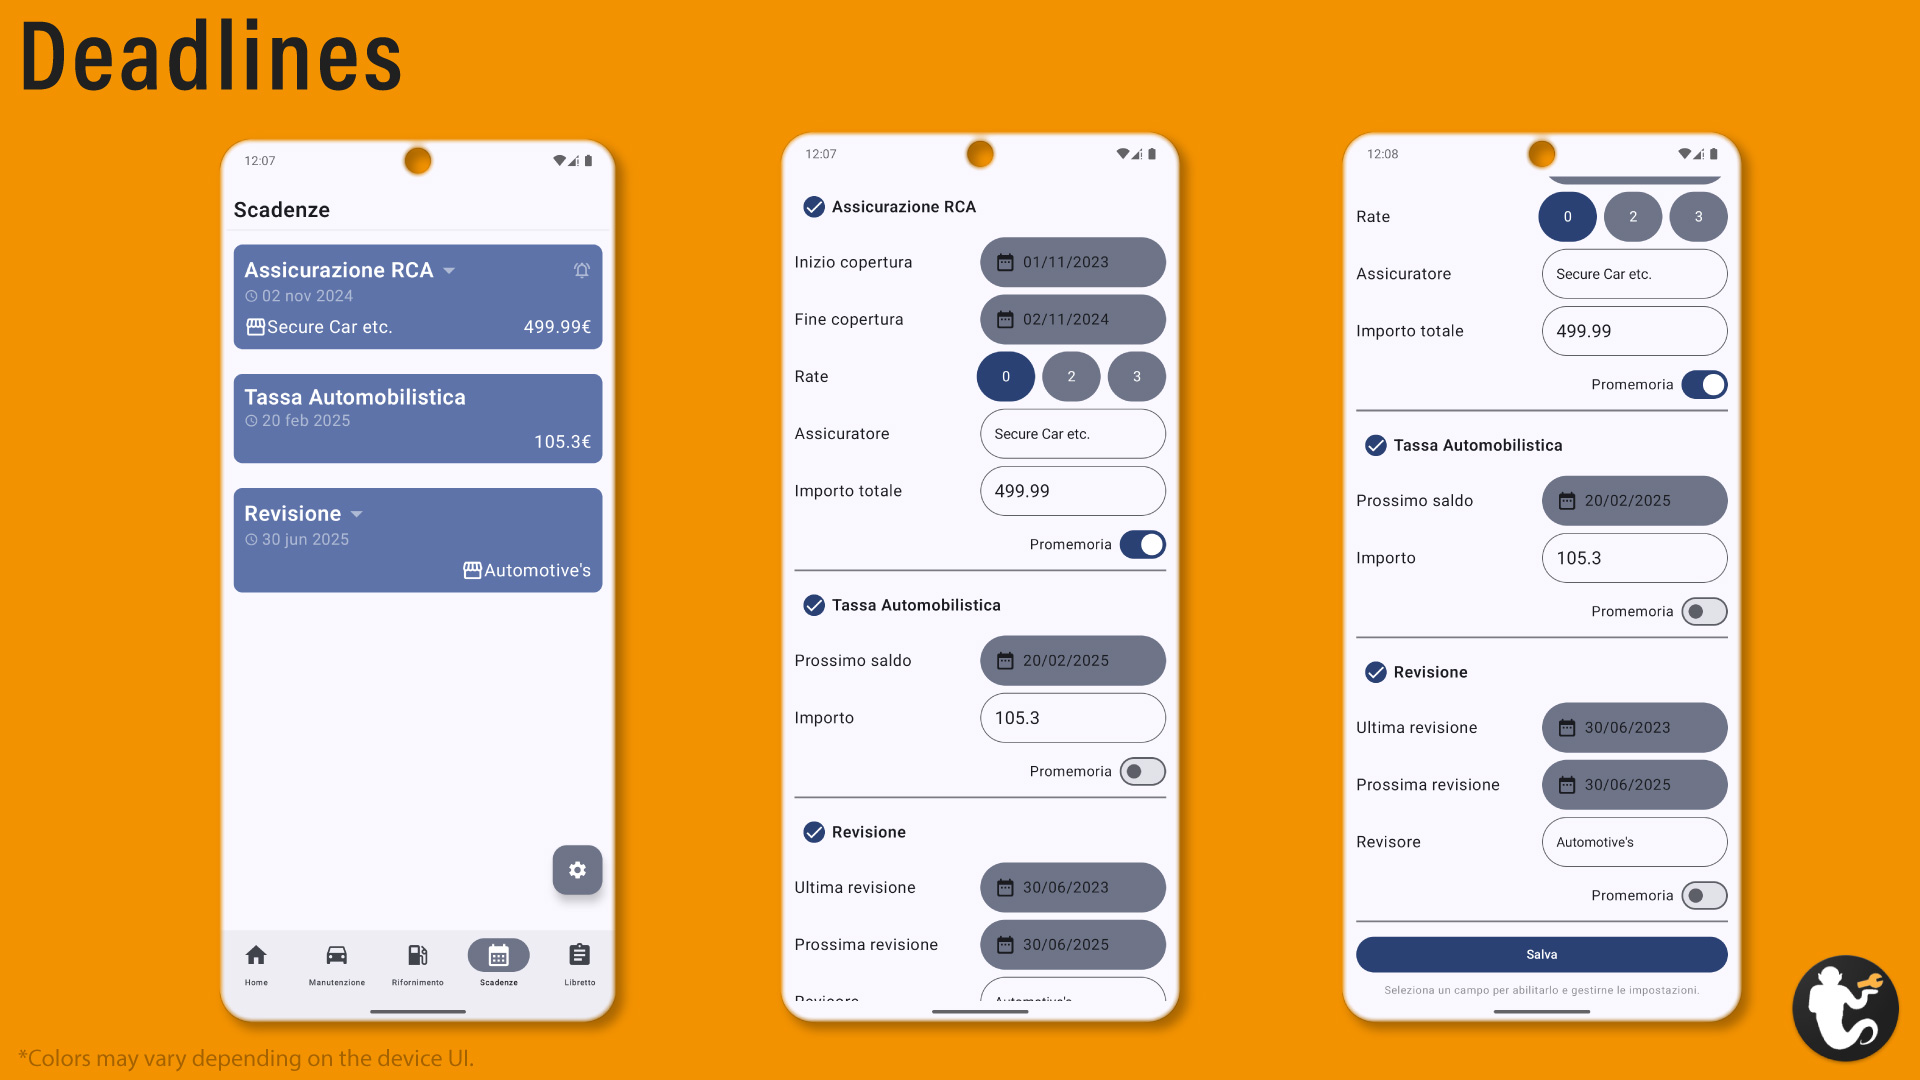 Deadlines
12:07
Scadenze
Assicurazione RCA
02 nov 2024
Secure Car etc. 499.99€
Tassa Automobilistica
20 feb 2025
105.3€
Revisione
30 jun 2025
Automotive's
Home Manutenzione Rifornimento Scadenze Libretto
12:07
Assicurazione RCA
Inizio copertura 01/11/2023
Fine copertura 02/11/2024
Rate 0 2 3
Assicuratore Secure Car etc.
Importo totale 499.99
Promemoria
Tassa Automobilistica
Prossimo saldo 20/02/2025
Importo 105.3
Promemoria
Revisione
Ultima revisione 30/06/2023
Prossima revisione 30/06/2025
Revisore Automotive's
12:08
Rate 0 2 3
Assicuratore Secure Car etc.
Importo totale 499.99
Promemoria
Tassa Automobilistica
Prossimo saldo 20/02/2025
Importo 105.3
Promemoria
Revisione
Ultima revisione 30/06/2023
Prossima revisione 30/06/2025
Revisore Automotive's
Promemoria
Salva
Seleziona un campo per abilitarlo e gestirne le impostazioni.
*Colors may vary depending on the device UI.